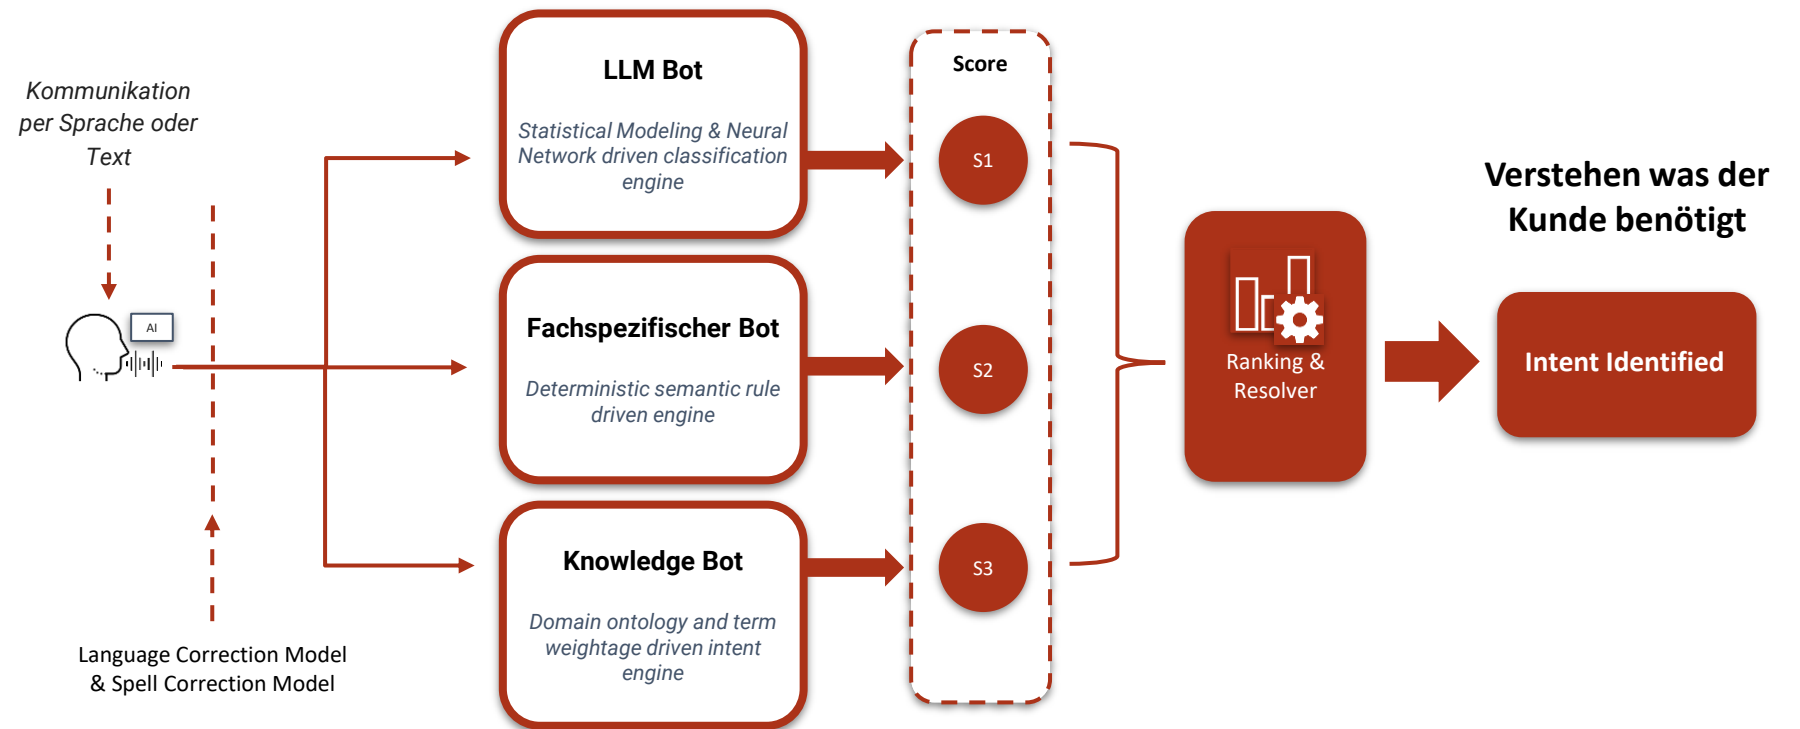 Kommunikation
per Sprache oder
Text
AI
Language Correction Model
& Spell Correction Model
LLM Bot
Statistical Modeling & Neural
Network driven classification
engine
Fachspezifischer Bot
Deterministic semantic rule
driven engine
Knowledge Bot
Domain ontology and term
weightage driven intent
engine
Score
S1
S2
S3
Ranking &
Resolver
Verstehen was der
Kunde benötigt
Intent Identified